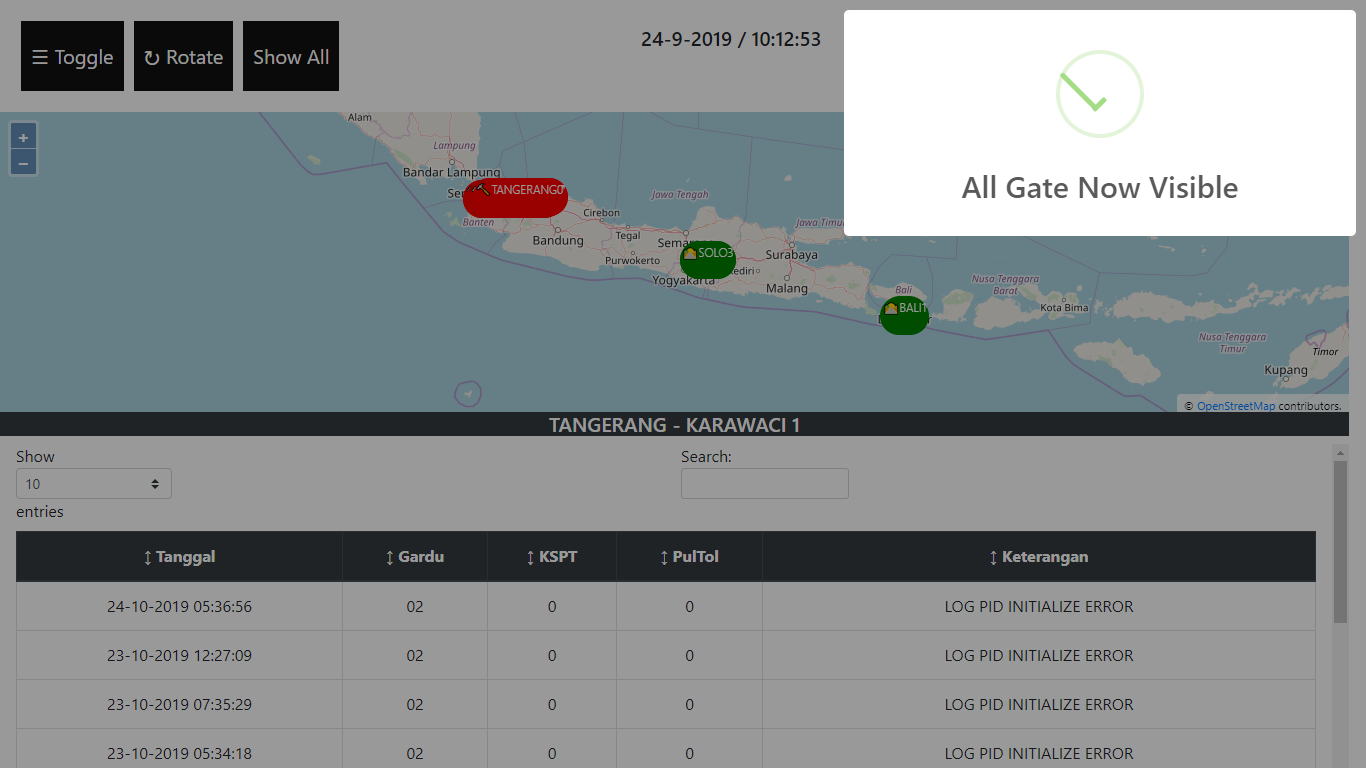 ☰ Toggle
↻ Rotate
Show All
24-9-2019 / 10:12:53
All Gate Now Visible
+
−
Alam
Lampung
Bandar Lampung
TANGERANG0
Banten
Jawa Tengah
Cirebon
Tegal
Bandung
Purwokerto
SOLO3
Yogyakarta
Surabaya
Malang
Bali
BALI1
Nusa Tenggara
Barat
Kota Bima
Nusa Tenggara
Timur
Timor
Kupang
© OpenStreetMap contributors.
TANGERANG - KARAWACI 1
Show
10
entries
Search:
↕ Tanggal ↕ Gardu ↕ KSPT ↕ PulTol ↕ Keterangan
24-10-2019 05:36:56 02 0 0 LOG PID INITIALIZE ERROR
23-10-2019 12:27:09 02 0 0 LOG PID INITIALIZE ERROR
23-10-2019 07:35:29 02 0 0 LOG PID INITIALIZE ERROR
23-10-2019 05:34:18 02 0 0 LOG PID INITIALIZE ERROR